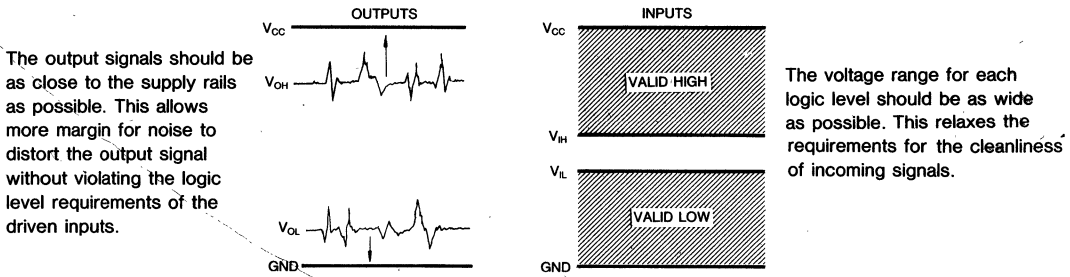 The output signals should be
as close to the supply rails
as possible. This allows
more margin for noise to
distort the output signal
without violating the logic
level requirements of the
driven inputs.
OUTPUTS
VCC
VOH
VOL
GND
INPUTS
VCC
VALID HIGH
VIH
VIL
VALID LOW
GND
The voltage range for each
logic level should be as wide
as possible. This relaxes the
requirements for the cleanliness
of incoming signals.